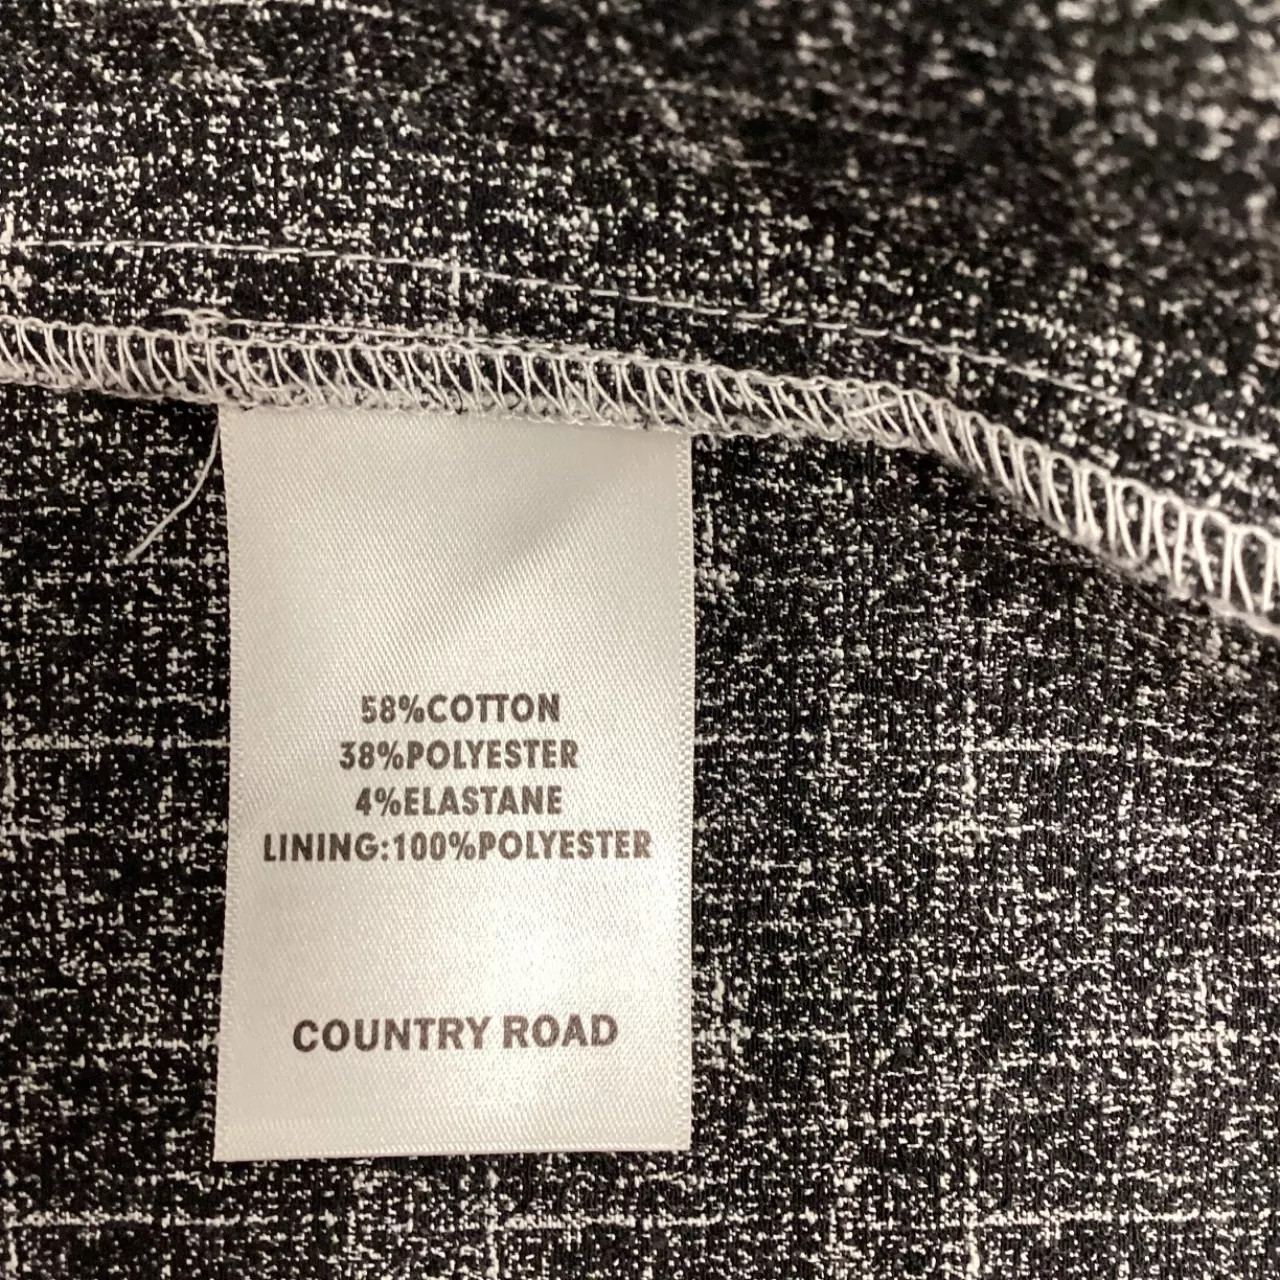 58%COTTON
38%POLYESTER
4%ELASTANE
LINING:100%POLYESTER
COUNTRY ROAD